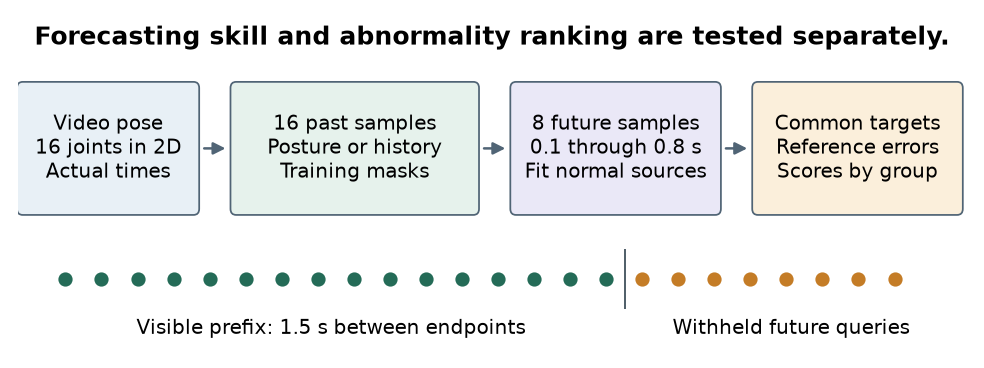 Forecasting skill and abnormality ranking are tested separately.
Video pose
16 joints in 2D
Actual times
16 past samples
Posture or history
Training masks
8 future samples
0.1 through 0.8 s
Fit normal sources
Common targets
Reference errors
Scores by group
Visible prefix: 1.5 s between endpoints
Withheld future queries